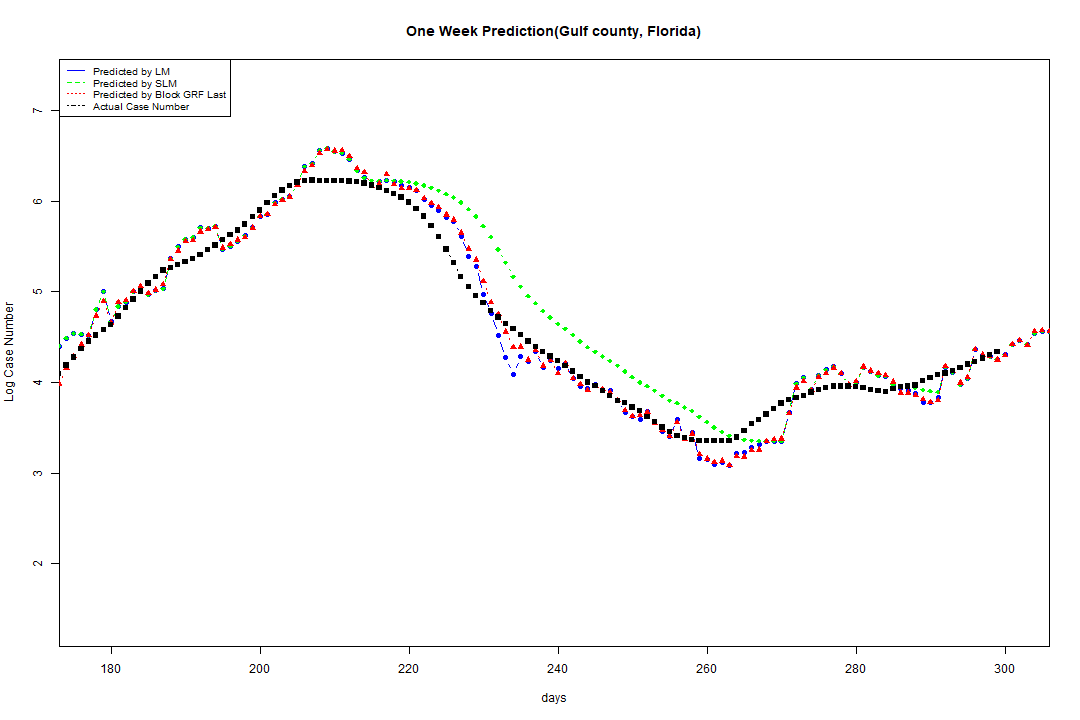 One Week Prediction(Gulf county, Florida)
Predicted by LM
Predicted by SLM
Predicted by Block GRF Last
Actual Case Number
7
6
5
4
3
2
Log Case Number
180 200 220 240 260 280 300
days